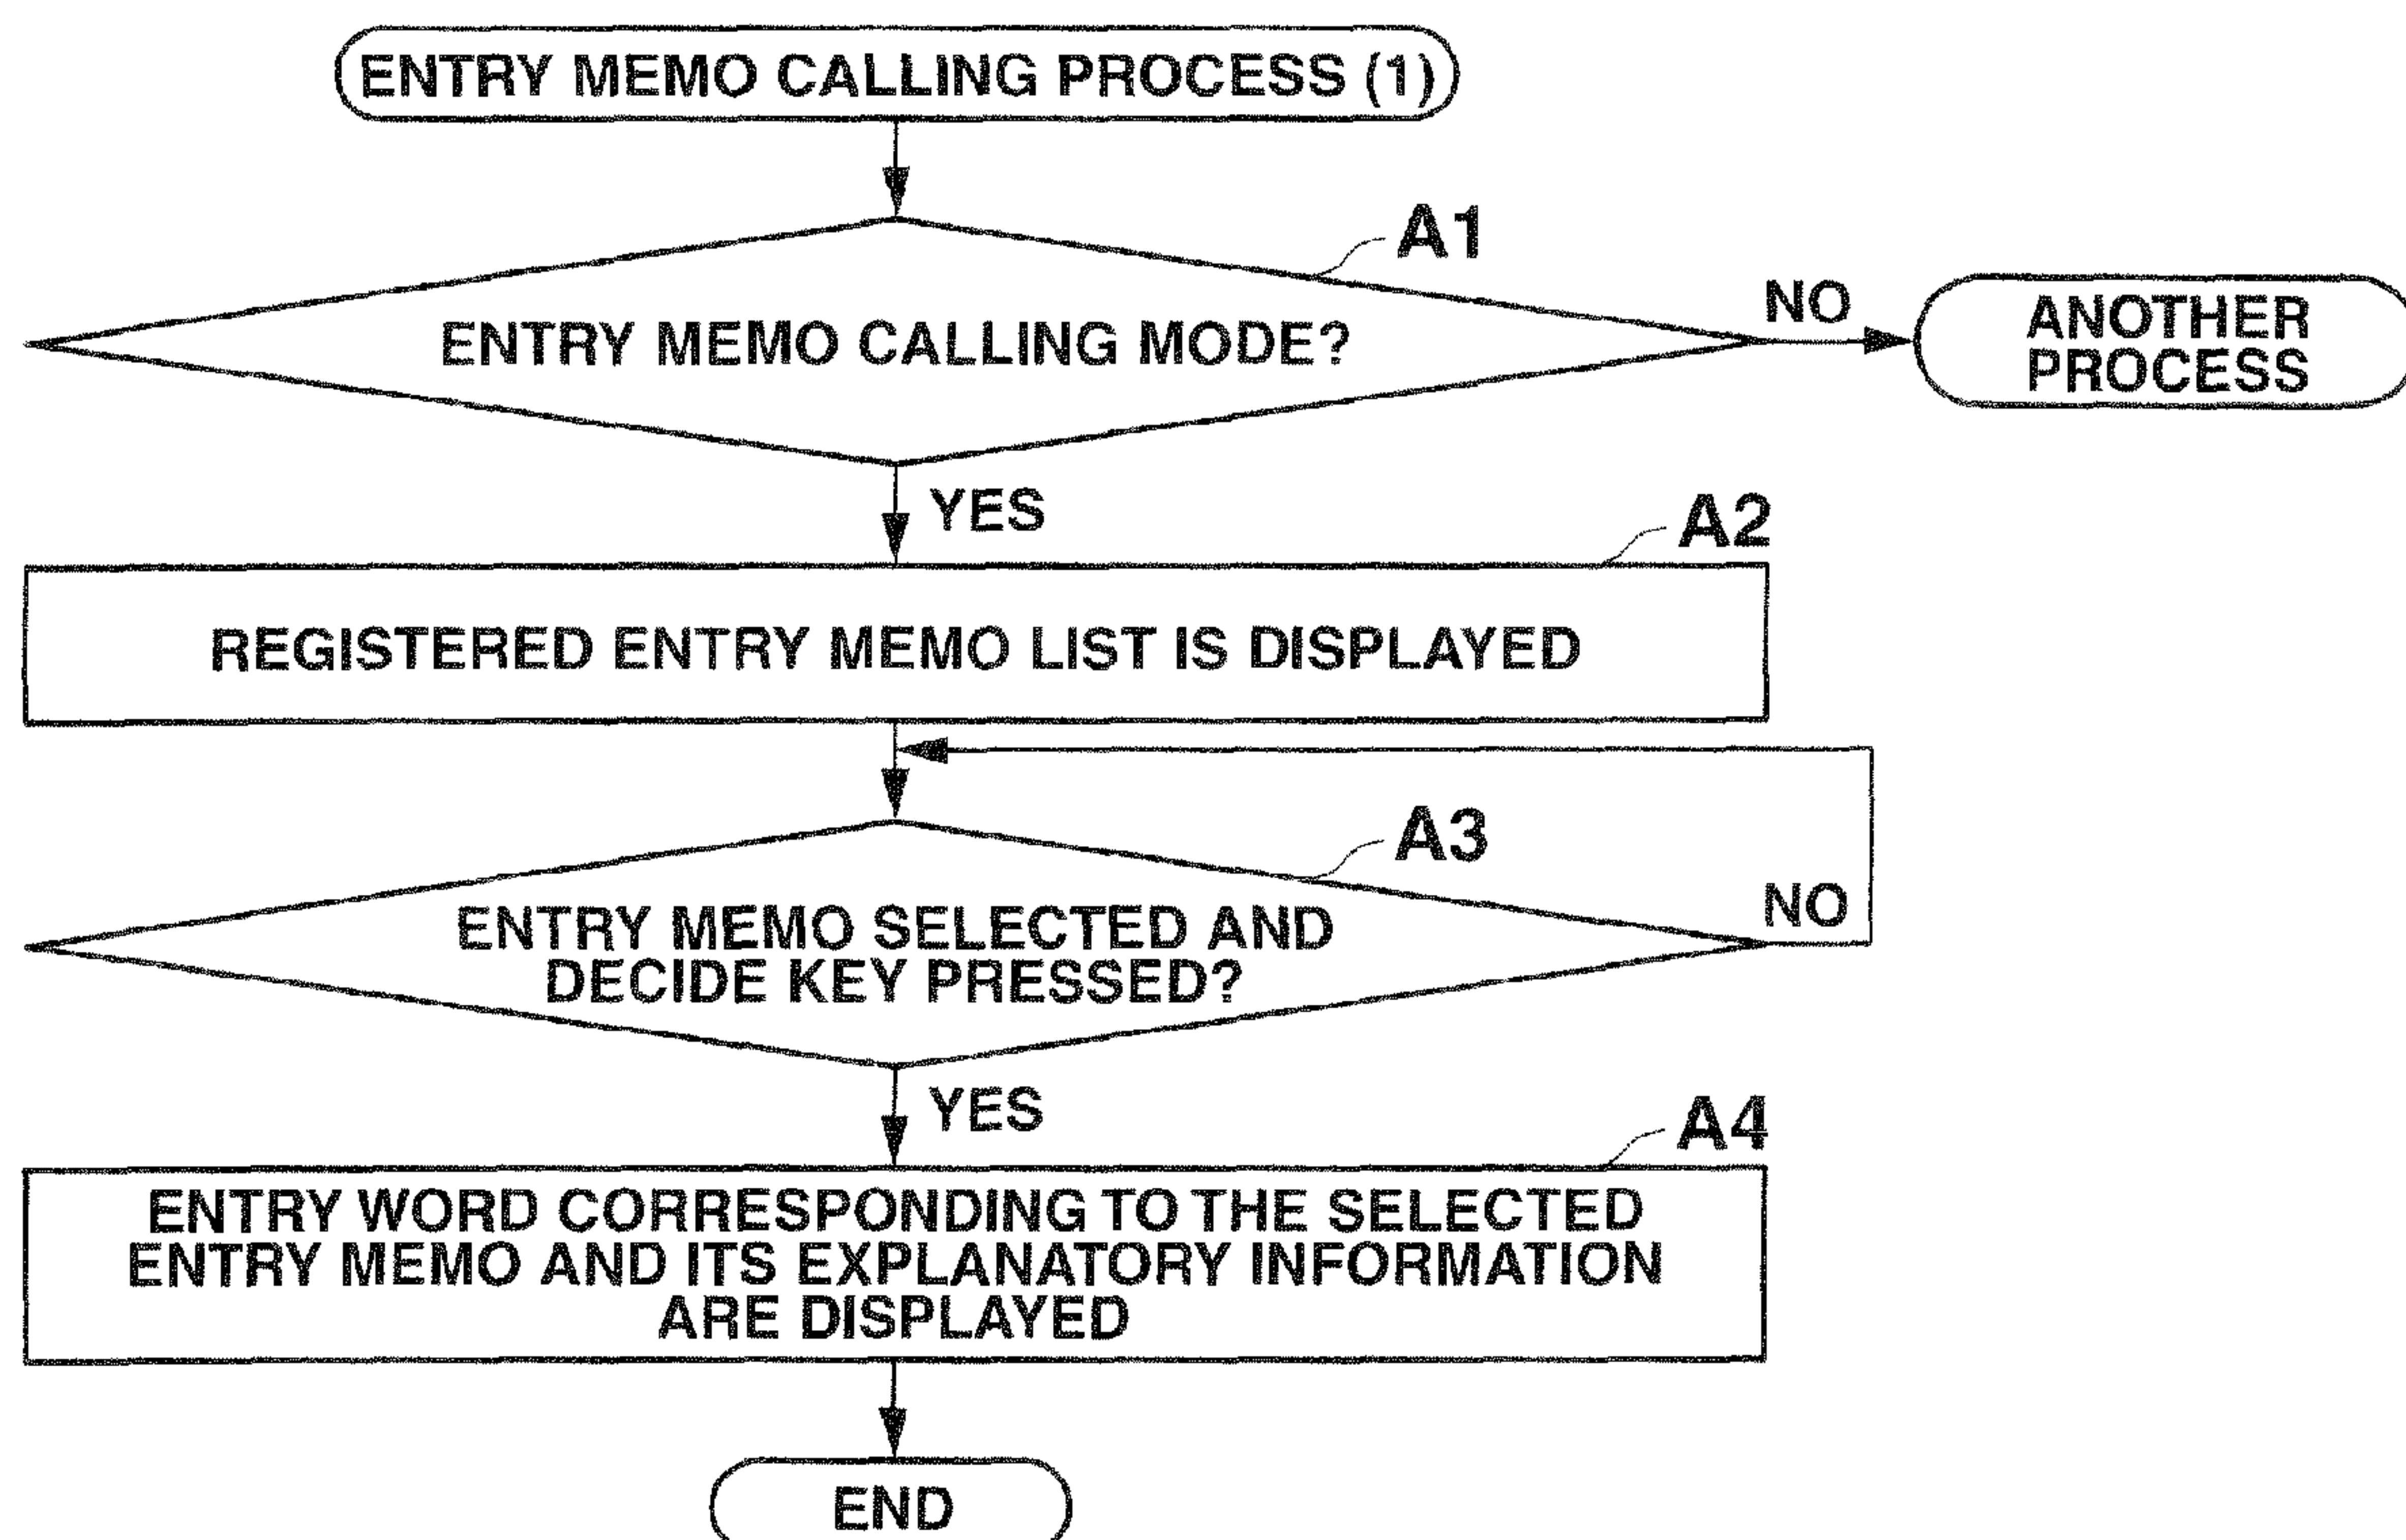 ENTRY MEMO CALLING PROCESS (1)
A1
ENTRY MEMO CALLING MODE?
NO
ANOTHER
PROCESS
YES
A2
REGISTERED ENTRY MEMO LIST IS DISPLAYED
A3
ENTRY MEMO SELECTED AND
DECIDE KEY PRESSED?
NO
YES
A4
ENTRY WORD CORRESPONDING TO THE SELECTED
ENTRY MEMO AND ITS EXPLANATORY INFORMATION
ARE DISPLAYED
END